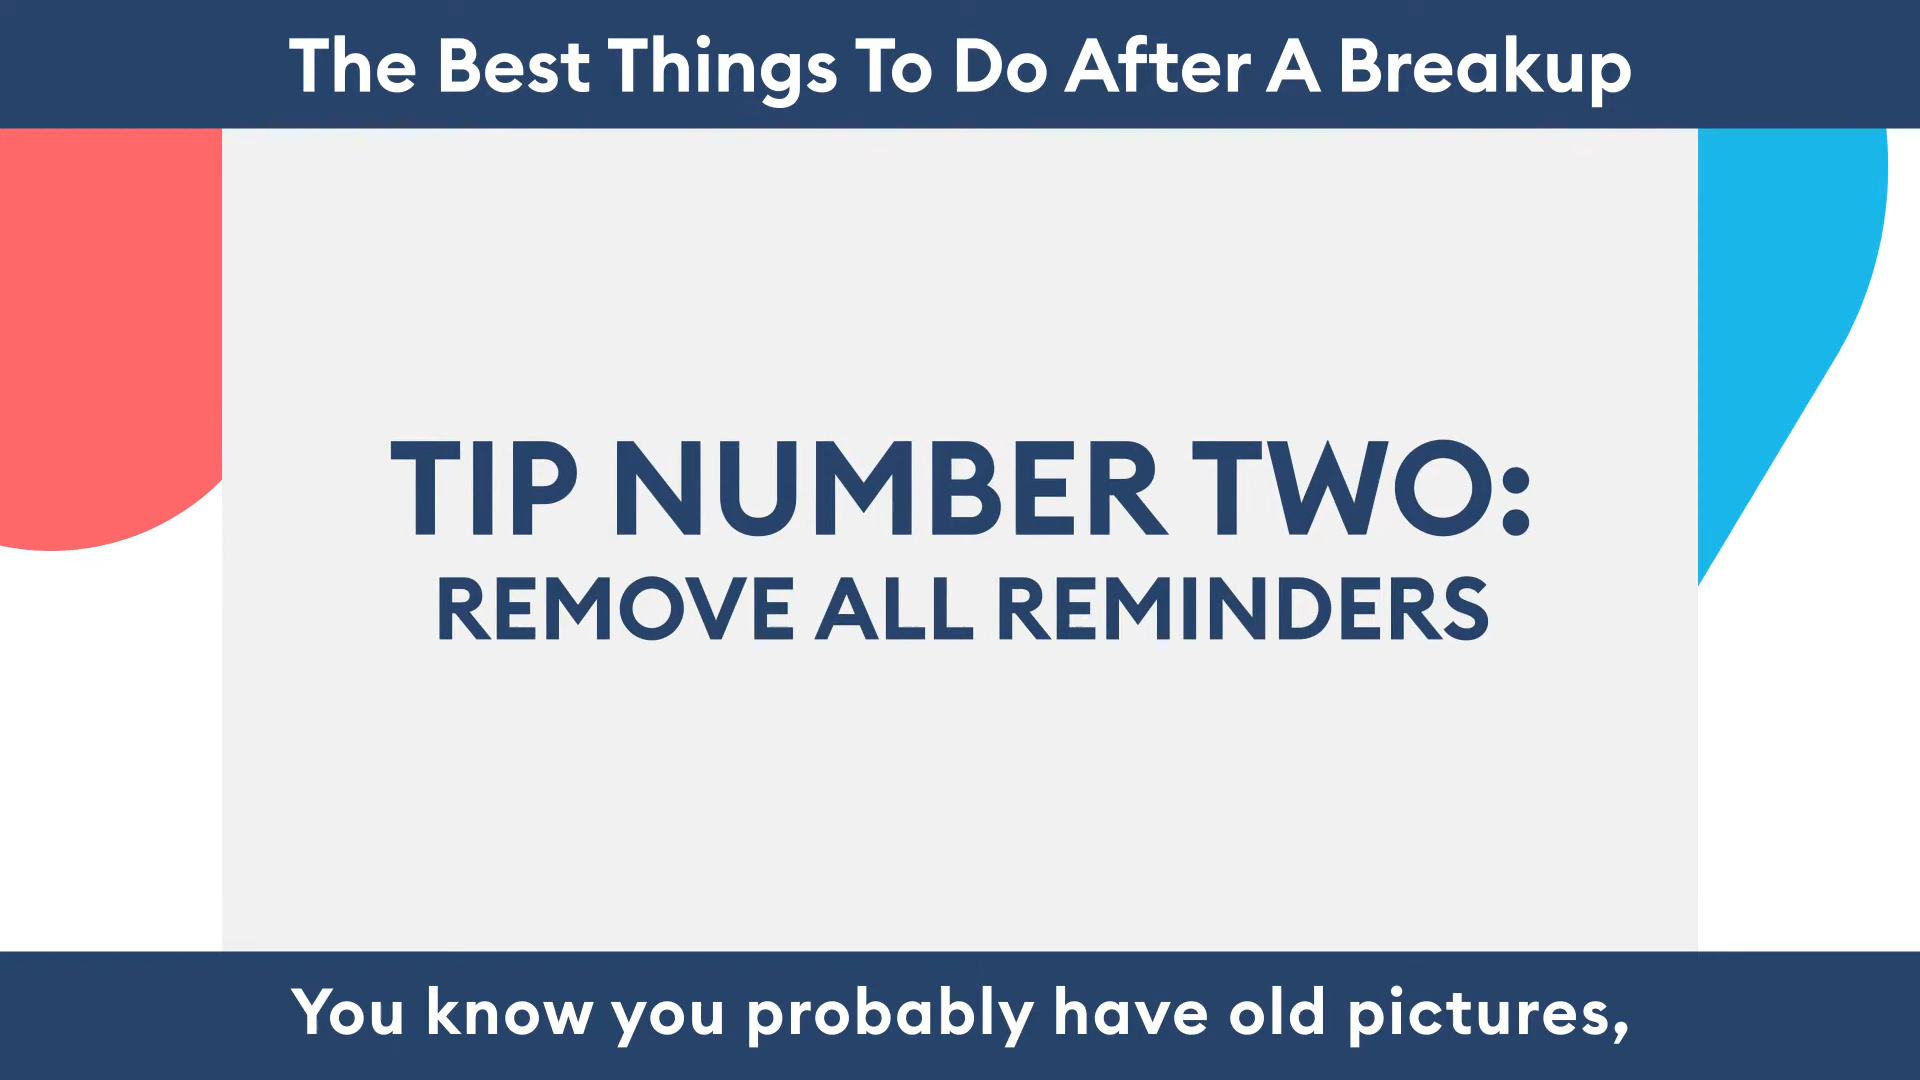 The Best Things To Do After A Breakup
TIP NUMBER TWO:
REMOVE ALL REMINDERS
You know you probably have old pictures,